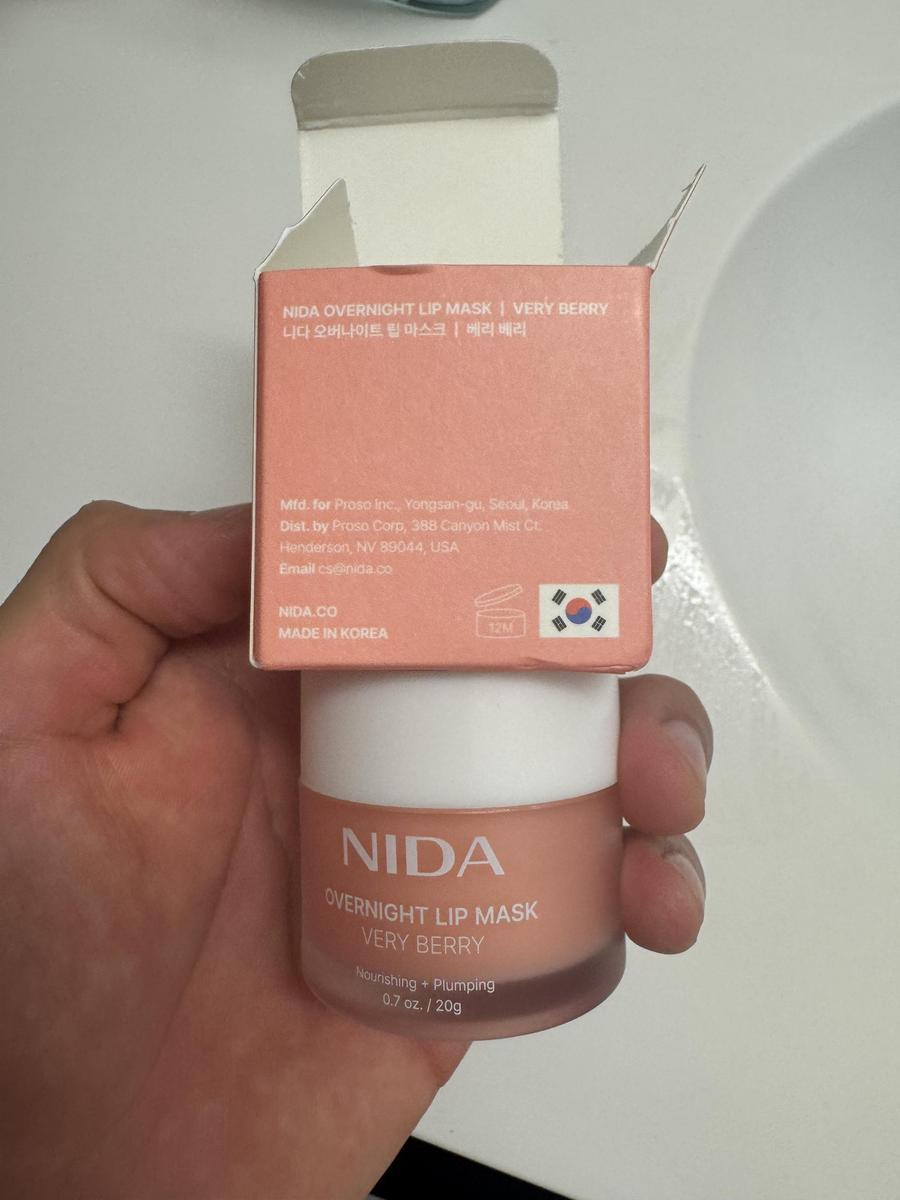 NIDA OVERNIGHT LIP MASK | VERY BERRY
니다 오버나이트 립 마스크 | 베리 베리
Mfd. for Proso Inc., Yongsan-gu, Seoul, Korea
Dist. by Proso Corp, 388 Canyon Mist Ct.
Henderson, NV 89044, USA
Email cs@nida.co
NIDA.CO
MADE IN KOREA
12M
NIDA
OVERNIGHT LIP MASK
VERY BERRY
Nourishing + Plumping
0.7 oz. / 20g